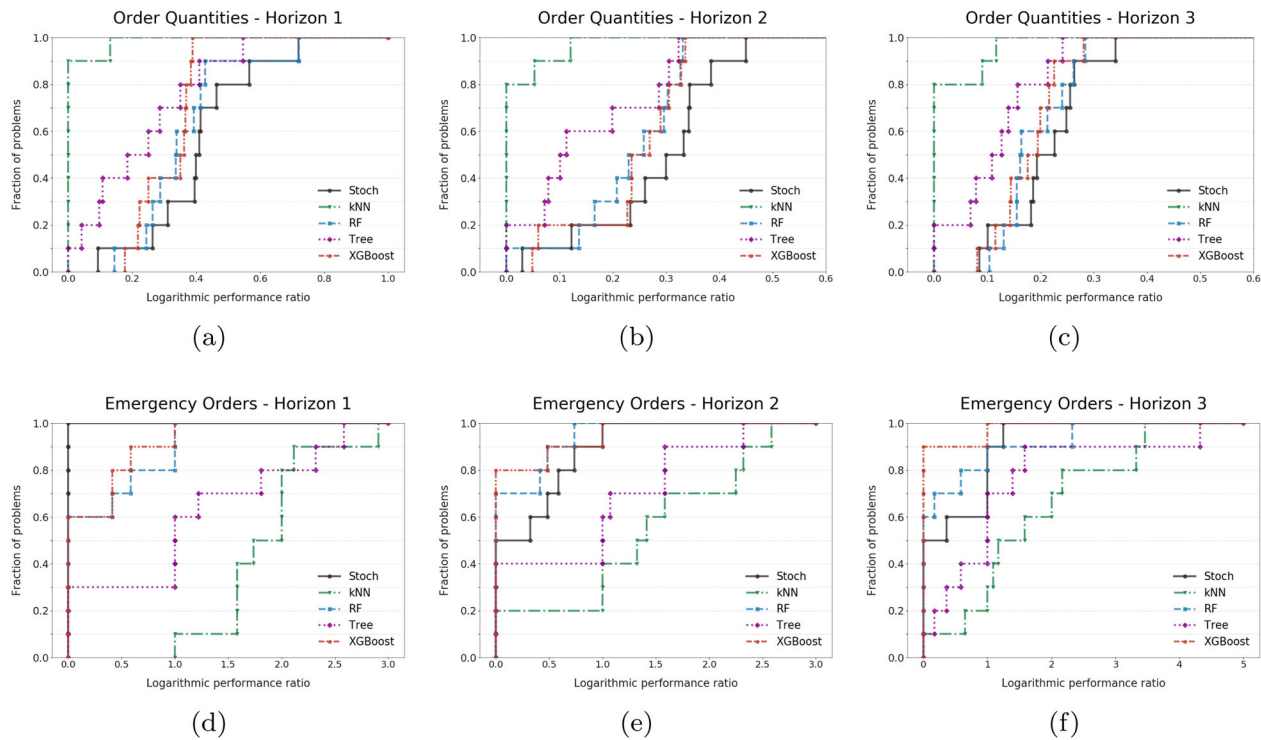 Order Quantities - Horizon 1
Order Quantities - Horizon 2
Order Quantities - Horizon 3
Fraction of problems
1.0
0.8
0.6
0.4
0.2
0.0
Stoch
kNN
RF
Tree
XGBoost
0.0 0.2 0.4 0.6 0.8 1.0
Logarithmic performance ratio
(a)
Fraction of problems
1.0
0.8
0.6
0.4
0.2
0.0
Stoch
kNN
RF
Tree
XGBoost
0.0 0.1 0.2 0.3 0.4 0.5 0.6
Logarithmic performance ratio
(b)
Fraction of problems
1.0
0.8
0.6
0.4
0.2
0.0
Stoch
kNN
RF
Tree
XGBoost
0.0 0.1 0.2 0.3 0.4 0.5 0.6
Logarithmic performance ratio
(c)
Emergency Orders - Horizon 1
Emergency Orders - Horizon 2
Emergency Orders - Horizon 3
Fraction of problems
1.0
0.8
0.6
0.4
0.2
0.0
Stoch
kNN
RF
Tree
XGBoost
0.0 0.5 1.0 1.5 2.0 2.5 3.0
Logarithmic performance ratio
(d)
Fraction of problems
1.0
0.8
0.6
0.4
0.2
0.0
Stoch
kNN
RF
Tree
XGBoost
0.0 0.5 1.0 1.5 2.0 2.5 3.0
Logarithmic performance ratio
(e)
Fraction of problems
1.0
0.8
0.6
0.4
0.2
0.0
Stoch
kNN
RF
Tree
XGBoost
0 1 2 3 4 5
Logarithmic performance ratio
(f)